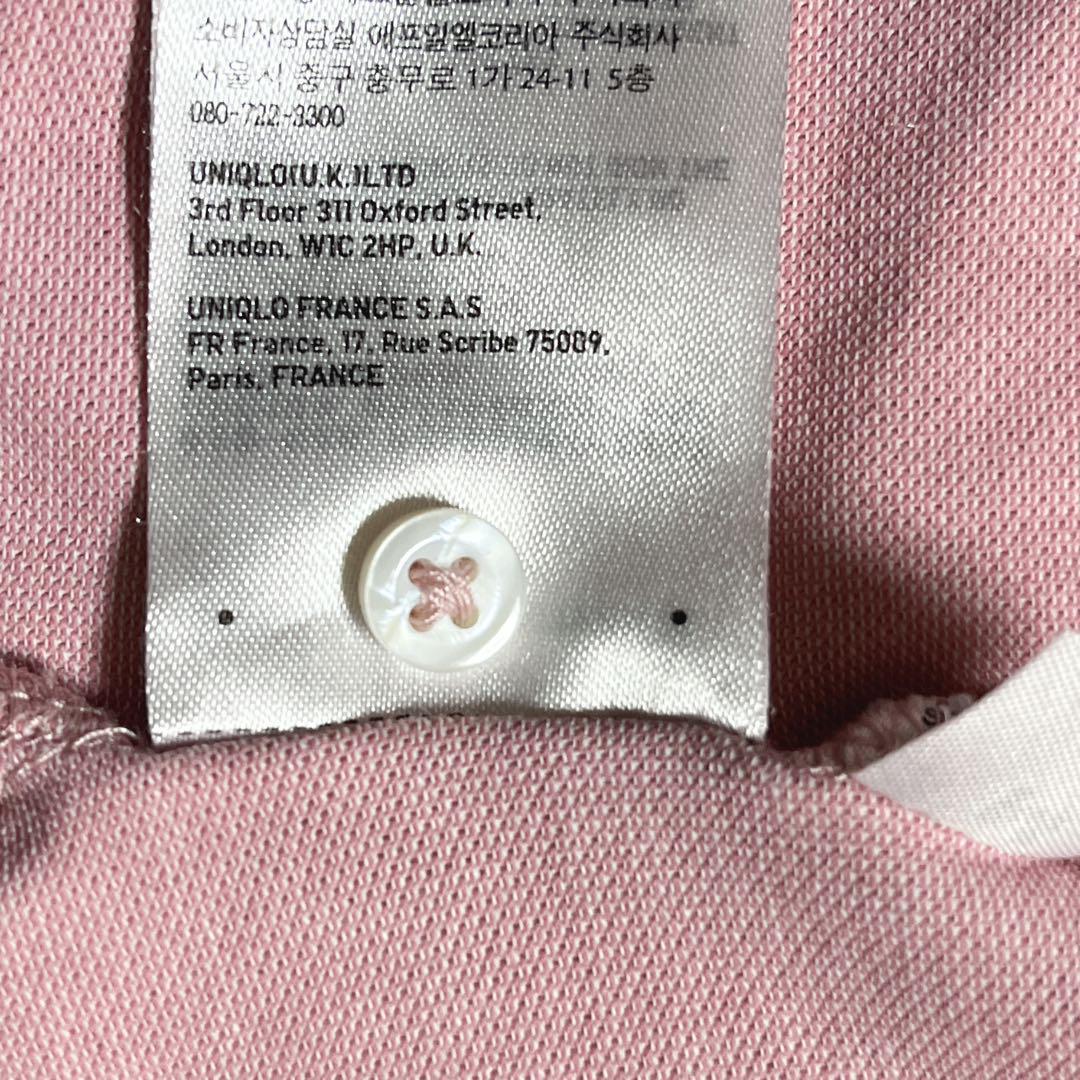 소비자상담실 에프알엘코리아 주식회사
서울시 중구 충무로 1가 24-11 5층
080-722-3300
UNIQLO(U.K.)LTD
3rd Floor 311 Oxford Street,
London, W1C 2HP, U.K.
UNIQLO FRANCE S.A.S
FR France, 17, Rue Scribe 75009,
Paris, FRANCE